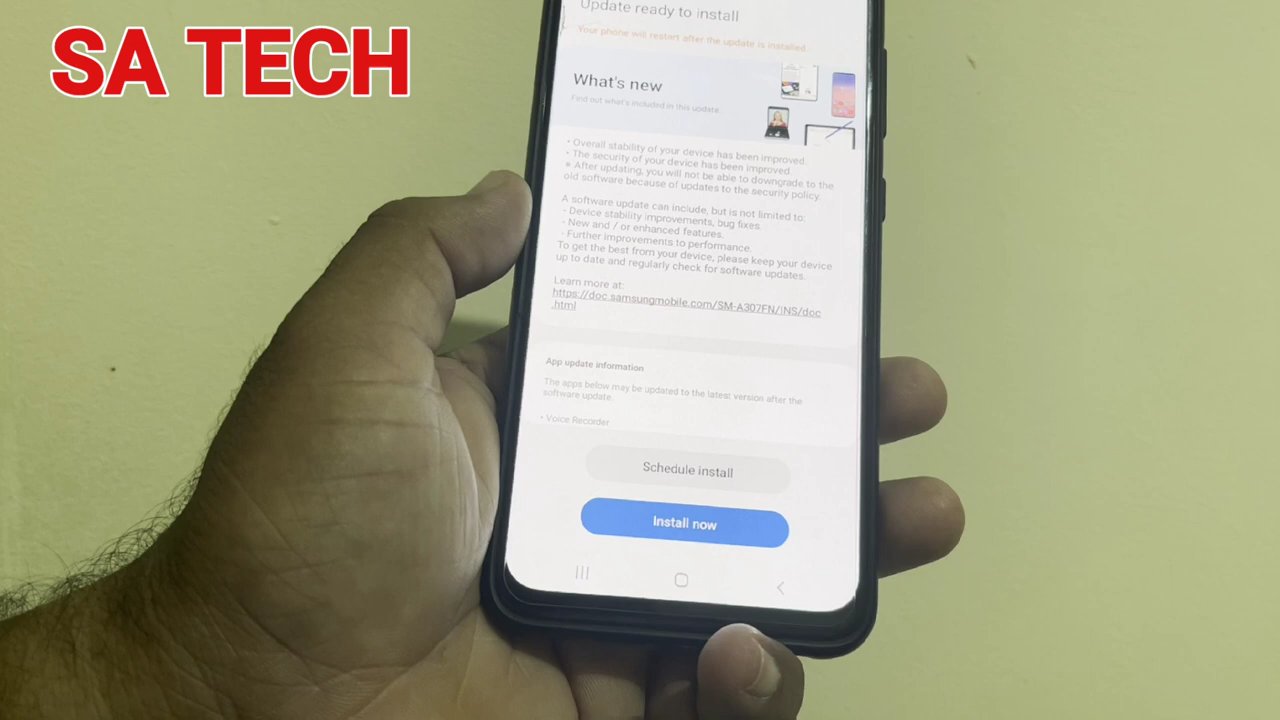 SA TECH
Update ready to install
Your phone will restart after the update is installed.
What's new
Find out what's included in this update.
• Overall stability of your device has been improved.
• The security of your device has been improved.
※ After updating, you will not be able to downgrade to the
old software because of updates to the security policy.
A software update can include, but is not limited to:
- Device stability improvements, bug fixes.
- New and / or enhanced features.
- Further improvements to performance.
To get the best from your device, please keep your device
up to date and regularly check for software updates.
Learn more at:
https://doc.samsungmobile.com/SM-A307FN/INS/doc
.html
App update information
The apps below may be updated to the latest version after the
software update.
• Voice Recorder
Schedule install
Install now